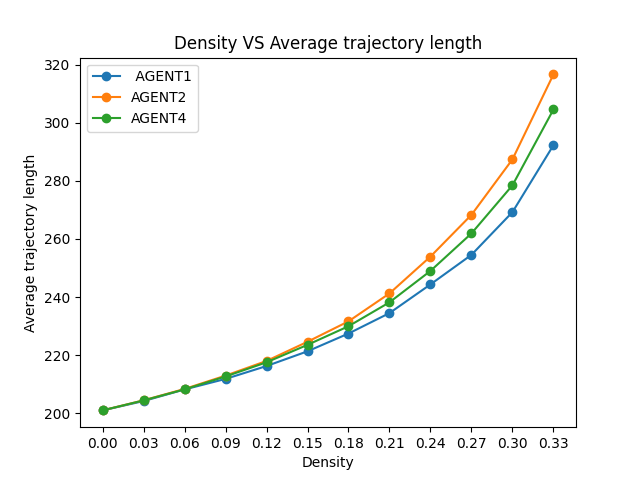 Density VS Average trajectory length
AGENT1
AGENT2
AGENT4
Average trajectory length
320
300
280
260
240
220
200
0.00 0.03 0.06 0.09 0.12 0.15 0.18 0.21 0.24 0.27 0.30 0.33
Density